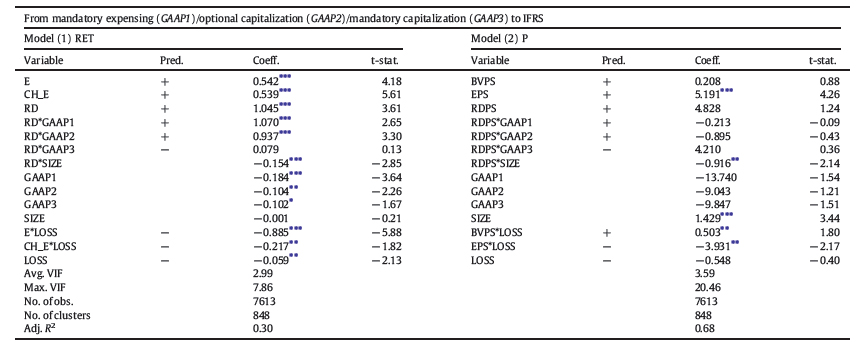 From mandatory expensing (GAAP1)/optional capitalization (GAAP2)/mandatory capitalization (GAAP3) to IFRS
Model (1) RET Model (2) P
Variable Pred. Coeff. t-stat. Variable Pred. Coeff. t-stat.
E + 0.542*** 4.18 BVPS + 0.208 0.88
CH_E + 0.539*** 5.61 EPS + 5.191*** 4.26
RD + 1.045*** 3.61 RDPS + 4.828 1.24
RD*GAAP1 + 1.070*** 2.65 RDPS*GAAP1 + −0.213 −0.09
RD*GAAP2 + 0.937*** 3.30 RDPS*GAAP2 + −0.895 −0.43
RD*GAAP3 − 0.079 0.13 RDPS*GAAP3 − 4.210 0.36
RD*SIZE −0.154*** −2.85 RDPS*SIZE −0.916** −2.14
GAAP1 −0.184*** −3.64 GAAP1 −13.740 −1.54
GAAP2 −0.104** −2.26 GAAP2 −9.043 −1.21
GAAP3 −0.102* −1.67 GAAP3 −9.847 −1.51
SIZE −0.001 −0.21 SIZE 1.429*** 3.44
E*LOSS − −0.885*** −5.88 BVPS*LOSS + 0.503** 1.80
CH_E*LOSS − −0.217** −1.82 EPS*LOSS − −3.931** −2.17
LOSS − −0.059** −2.13 LOSS − −0.548 −0.40
Avg. VIF 2.99 3.59
Max. VIF 7.86 20.46
No. of obs. 7613 7613
No. of clusters 848 848
Adj. R² 0.30 0.68